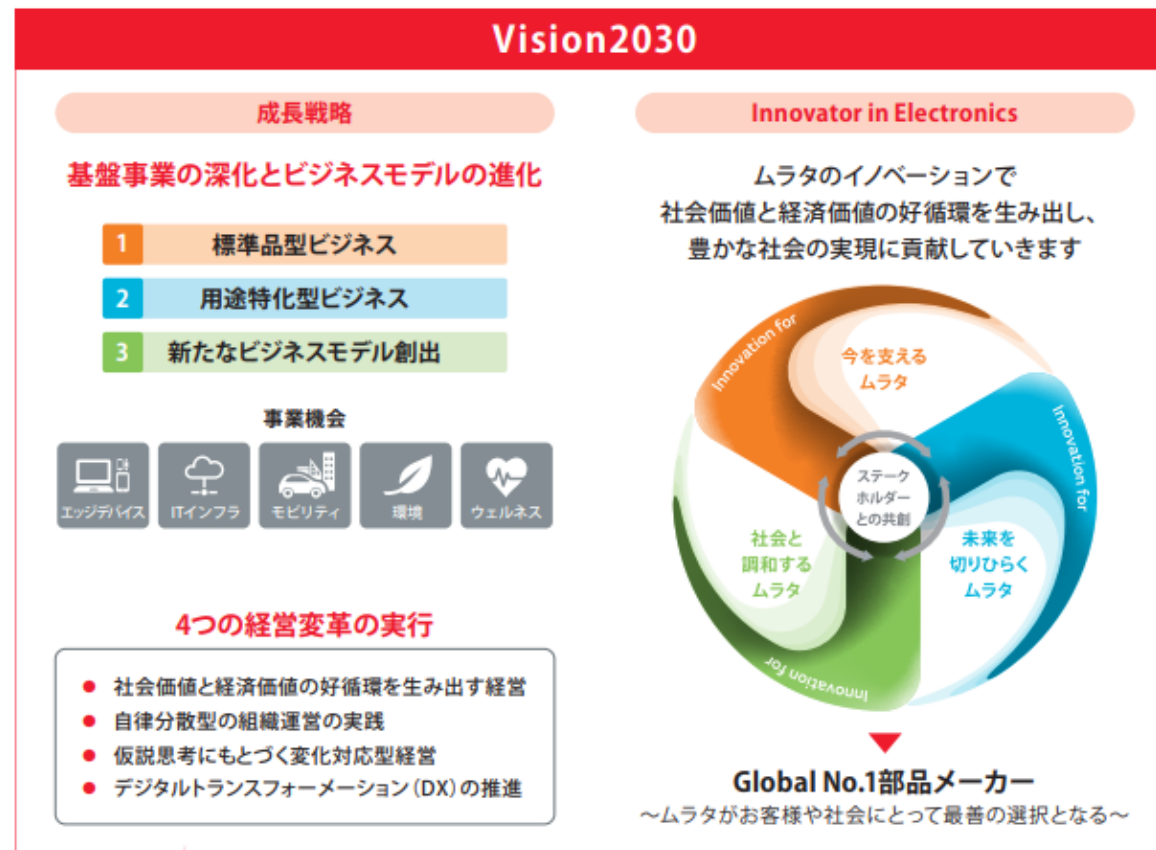 Vision2030
成長戦略
基盤事業の深化とビジネスモデルの進化
1 標準品型ビジネス
2 用途特化型ビジネス
3 新たなビジネスモデル創出
事業機会
エッジデバイス
ITインフラ
モビリティ
環境
ウェルネス
4つの経営変革の実行
● 社会価値と経済価値の好循環を生み出す経営
● 自律分散型の組織運営の実践
● 仮説思考にもとづく変化対応型経営
● デジタルトランスフォーメーション(DX)の推進
Innovator in Electronics
ムラタのイノベーションで
社会価値と経済価値の好循環を生み出し、
豊かな社会の実現に貢献していきます
Innovation for
今を支える
ムラタ
Innovation for
未来を
切りひらく
ムラタ
Innovation for
社会と
調和する
ムラタ
ステーク
ホルダー
との共創
Global No.1部品メーカー
~ムラタがお客様や社会にとって最善の選択となる~